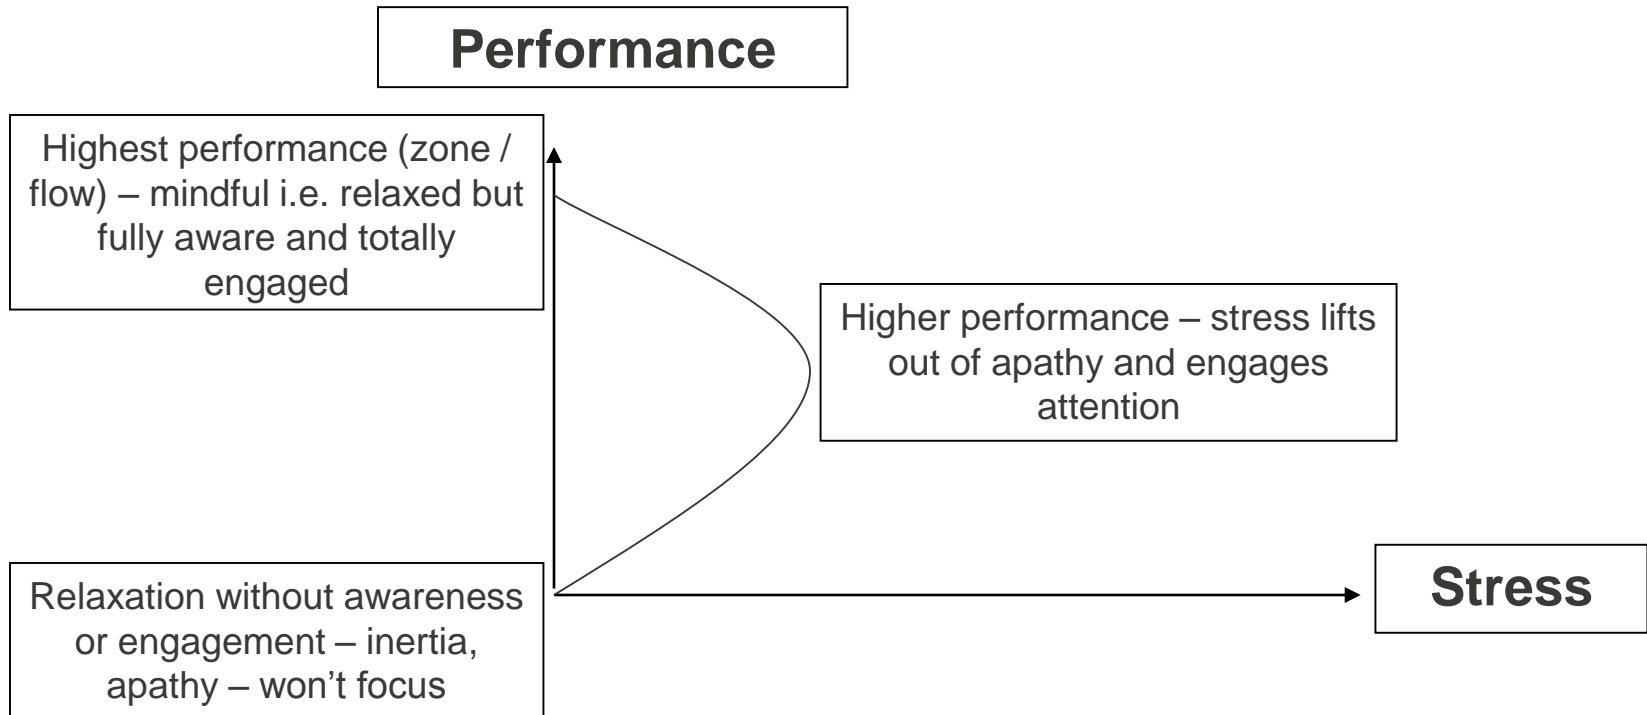 Performance
Highest performance (zone /
flow) – mindful i.e. relaxed but
fully aware and totally
engaged
Higher performance – stress lifts
out of apathy and engages
attention
Stress
Relaxation without awareness
or engagement – inertia,
apathy – won’t focus